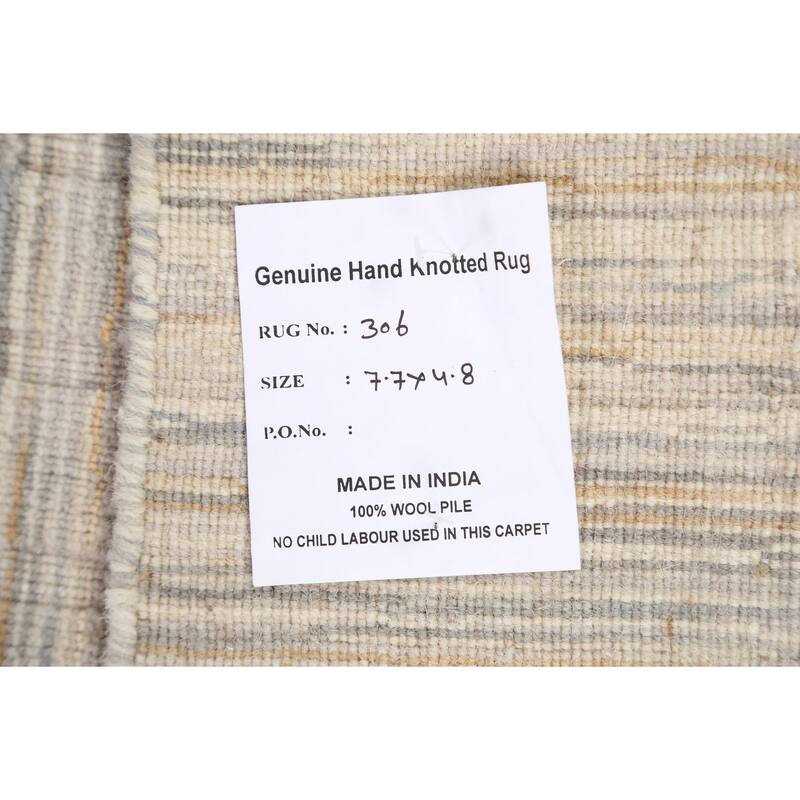 Genuine Hand Knotted Rug
RUG No. : 306
SIZE : 7.7x4.8
P.O.No. :
MADE IN INDIA
100% WOOL PILE
NO CHILD LABOUR USED IN THIS CARPET